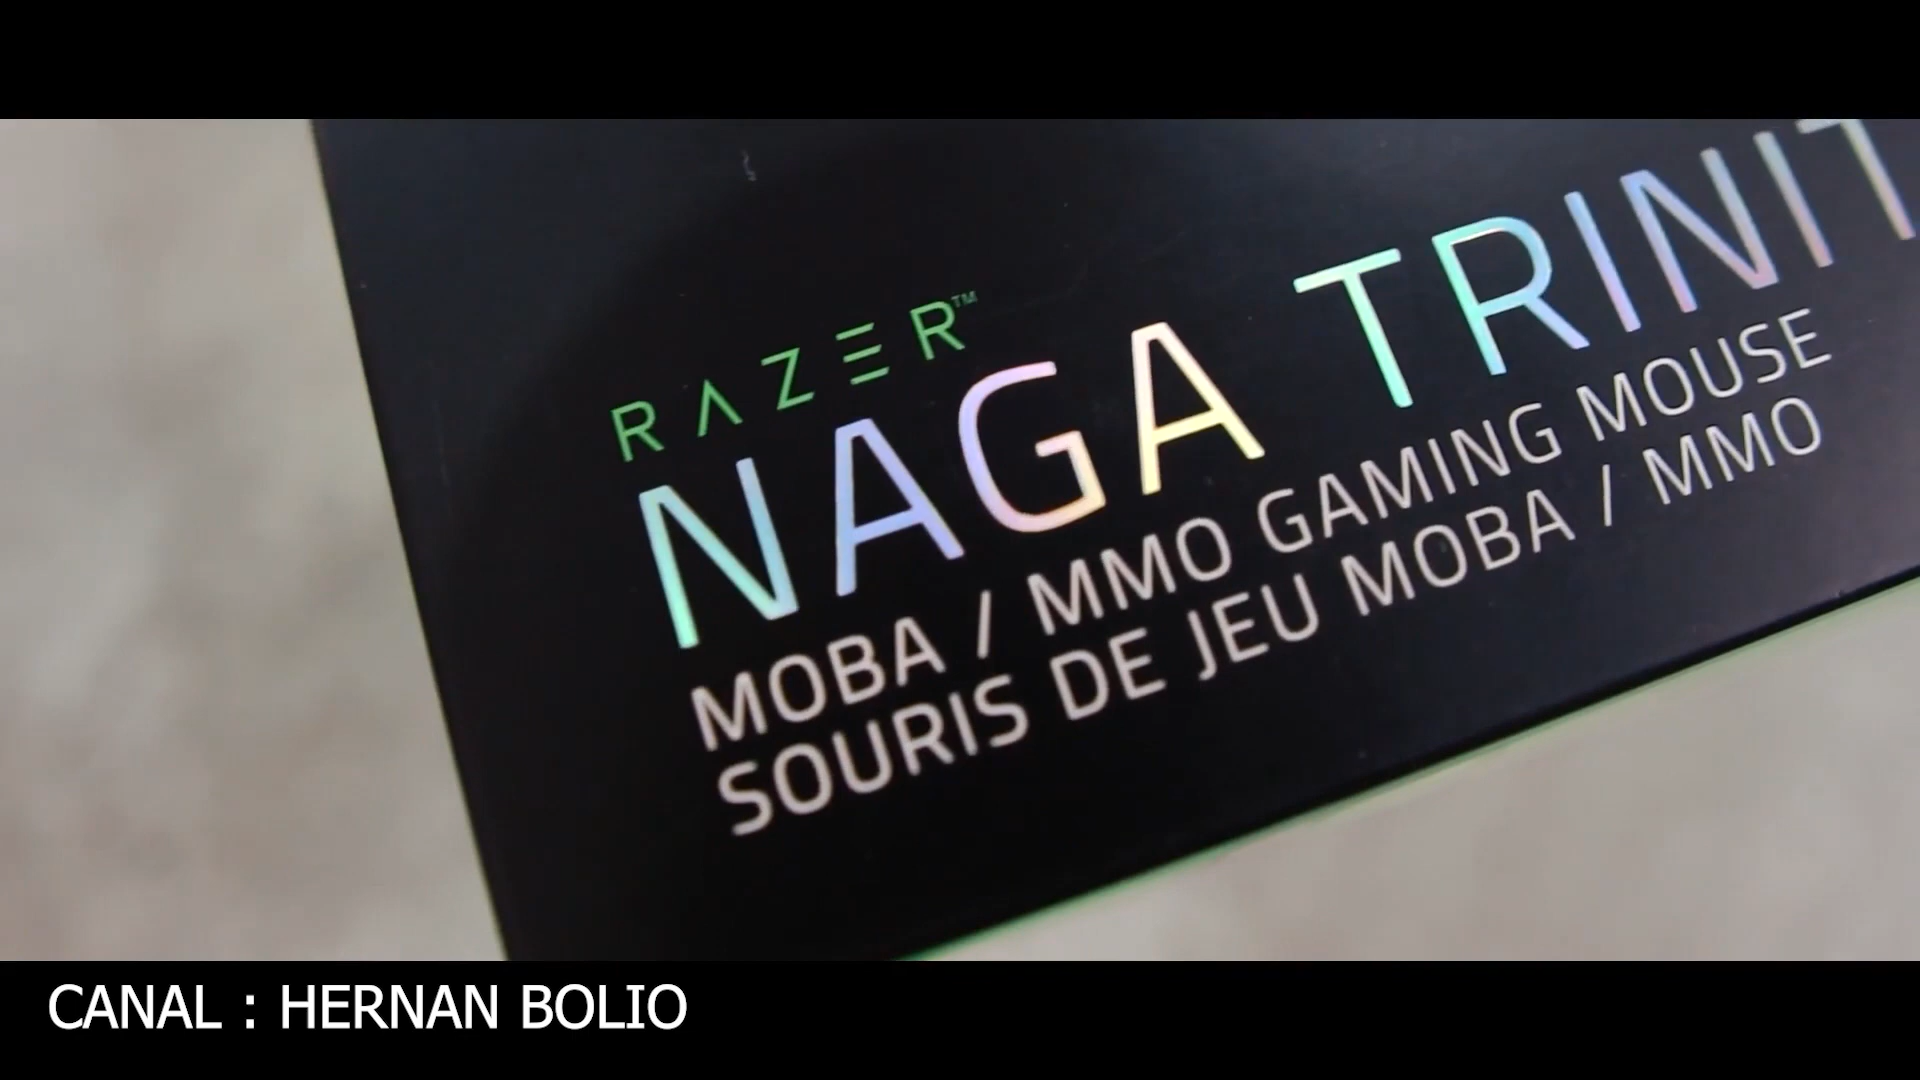 RAZER™
NAGA TRINIT
MOBA / MMO GAMING MOUSE
SOURIS DE JEU MOBA / MMO
CANAL : HERNAN BOLIO